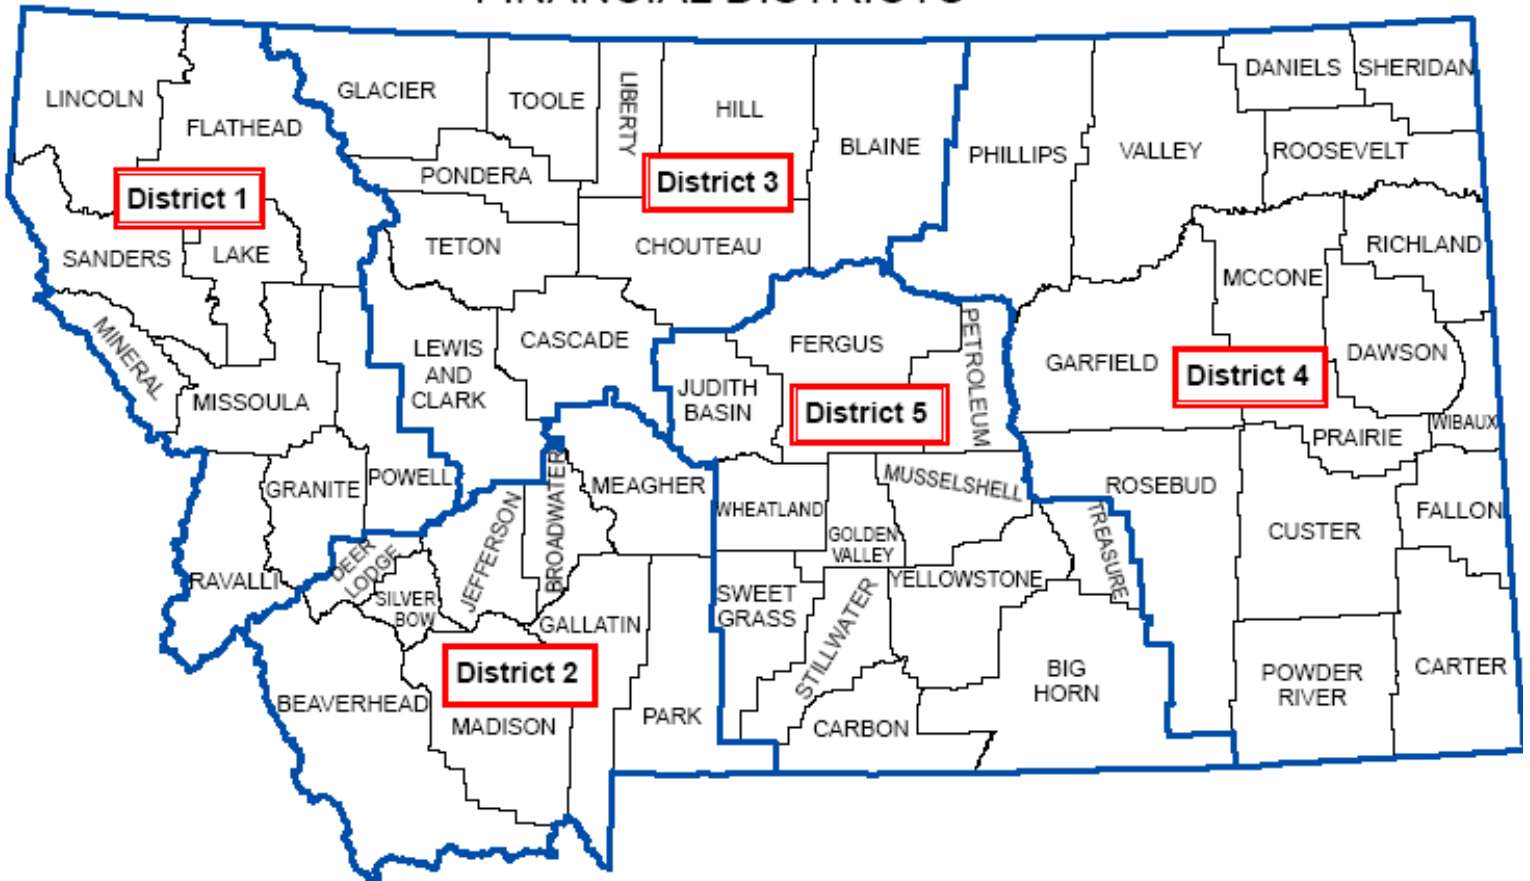 FINANCIAL DISTRICTS
LINCOLN
FLATHEAD
GLACIER
TOOLE
LIBERTY
HILL
BLAINE
PHILLIPS
VALLEY
DANIELS
SHERIDAN
ROOSEVELT
PONDERA
District 1
District 3
SANDERS
LAKE
TETON
CHOUTEAU
RICHLAND
MCCONE
MINERAL
MISSOULA
LEWIS
AND
CLARK
CASCADE
FERGUS
PETROLEUM
GARFIELD
DAWSON
District 4
JUDITH
BASIN
District 5
WIBAUX
PRAIRIE
GRANITE
POWELL
MEAGHER
BROADWATER
JEFFERSON
WHEATLAND
GOLDEN
VALLEY
MUSSELSHELL
ROSEBUD
TREASURE
CUSTER
FALLON
RAVALLI
DEER
LODGE
SILVER
BOW
GALLATIN
SWEET
GRASS
STILLWATER
YELLOWSTONE
District 2
BEAVERHEAD
MADISON
PARK
CARBON
BIG
HORN
POWDER
RIVER
CARTER